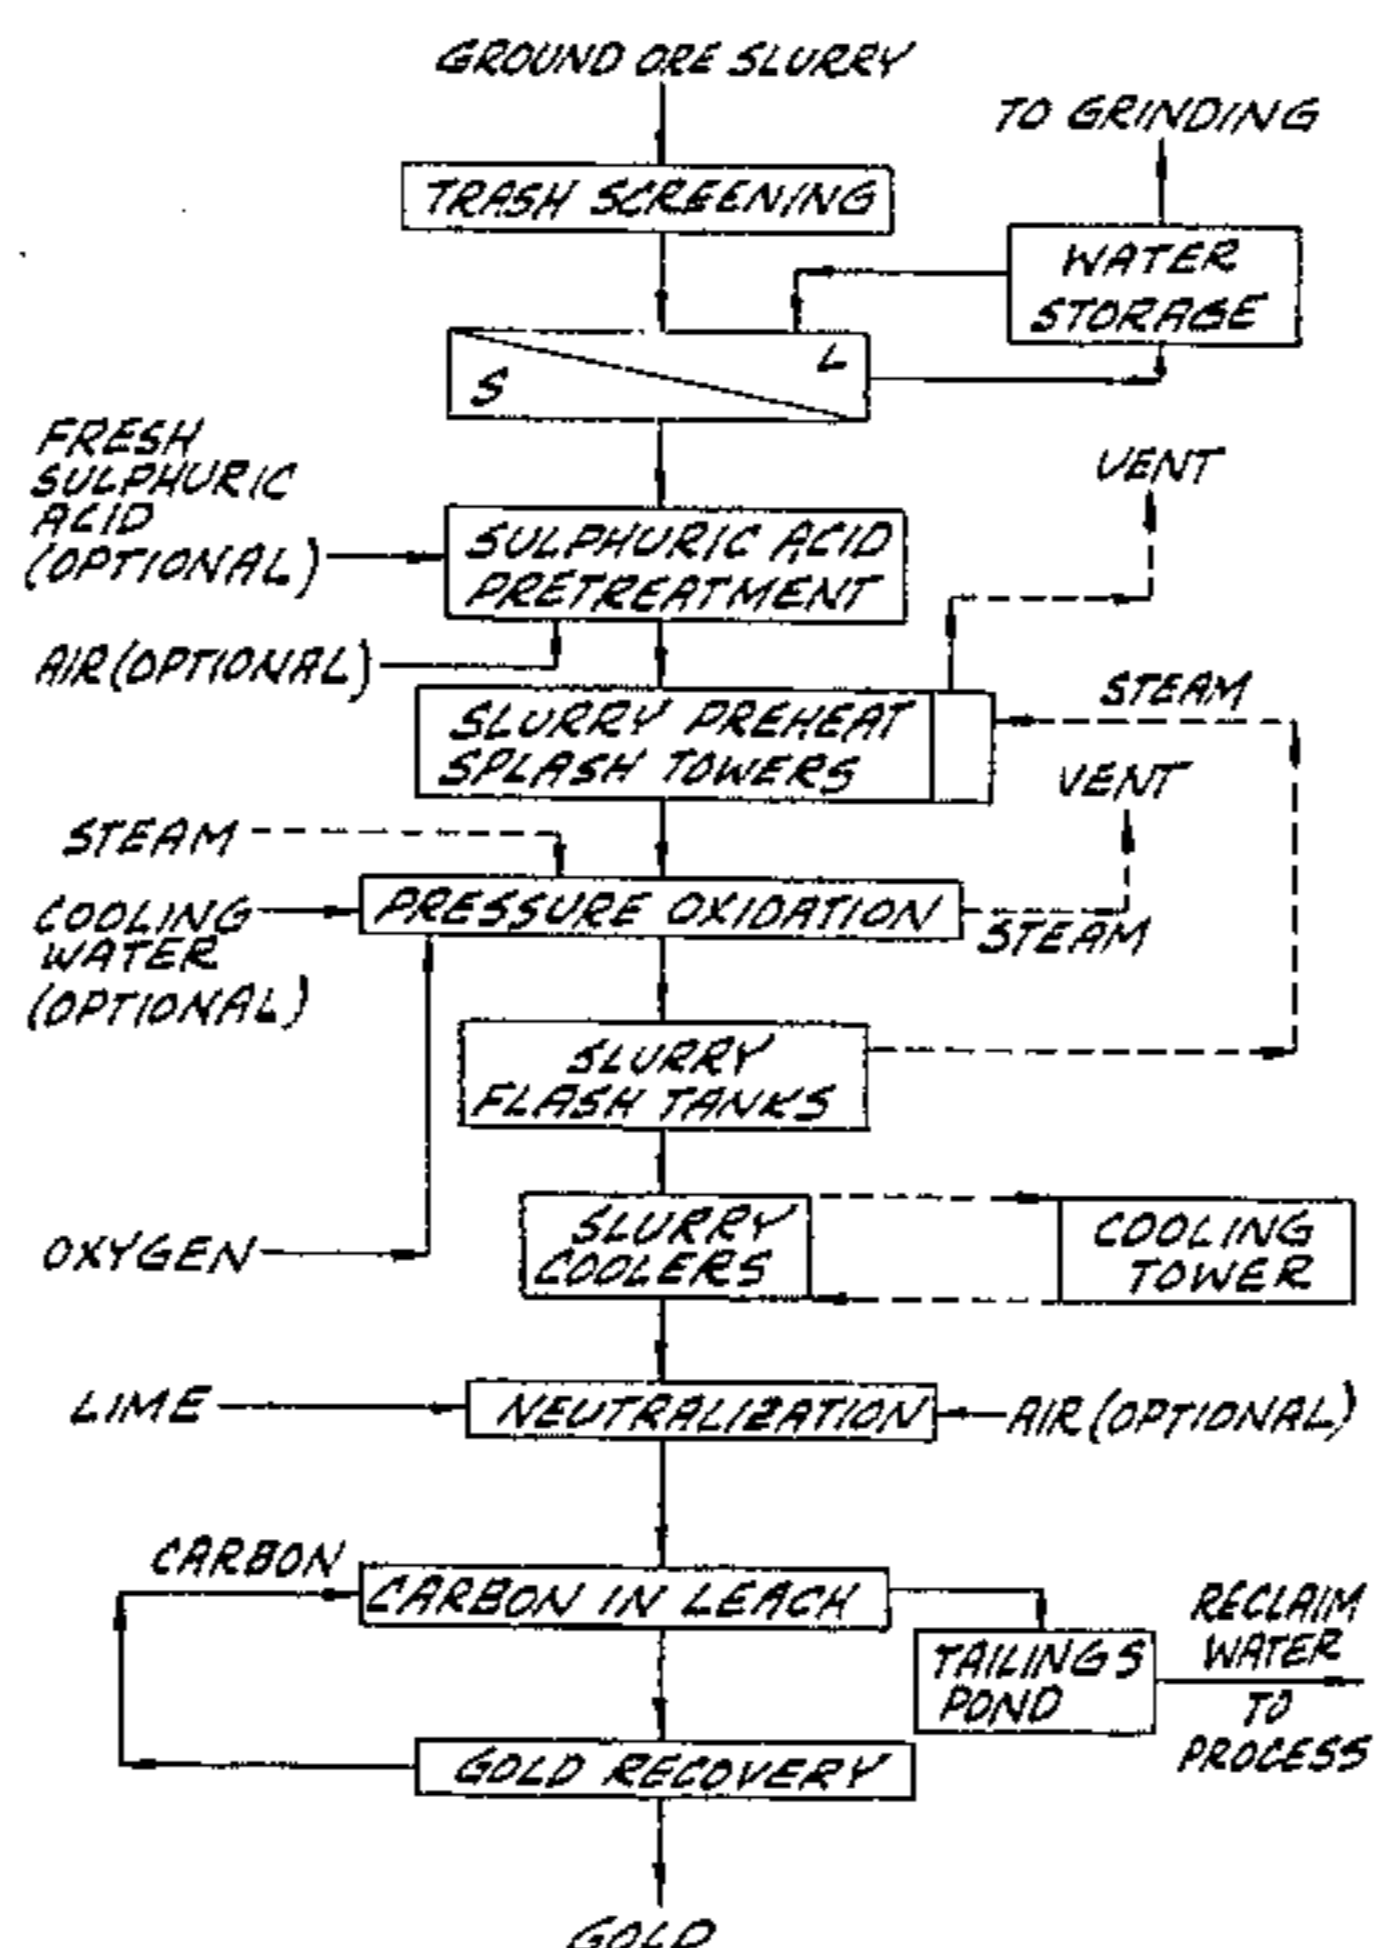 GROUND ORE SLURRY
TO GRINDING
TRASH SCREENING
WATER
STORAGE
L
S
FRESH
SULPHURIC
ACID
(OPTIONAL)
VENT
SULPHURIC ACID
PRETREATMENT
AIR (OPTIONAL)
STEAM
SLURRY PREHEAT
SPLASH TOWERS
VENT
STEAM
COOLING
WATER
(OPTIONAL)
PRESSURE OXIDATION
STEAM
SLURRY
FLASH TANKS
OXYGEN
SLURRY
COOLERS
COOLING
TOWER
LIME
NEUTRALIZATION
AIR (OPTIONAL)
CARBON
CARBON IN LEACH
TAILINGS
POND
RECLAIM
WATER
TO
PROCESS
GOLD RECOVERY
GOLD